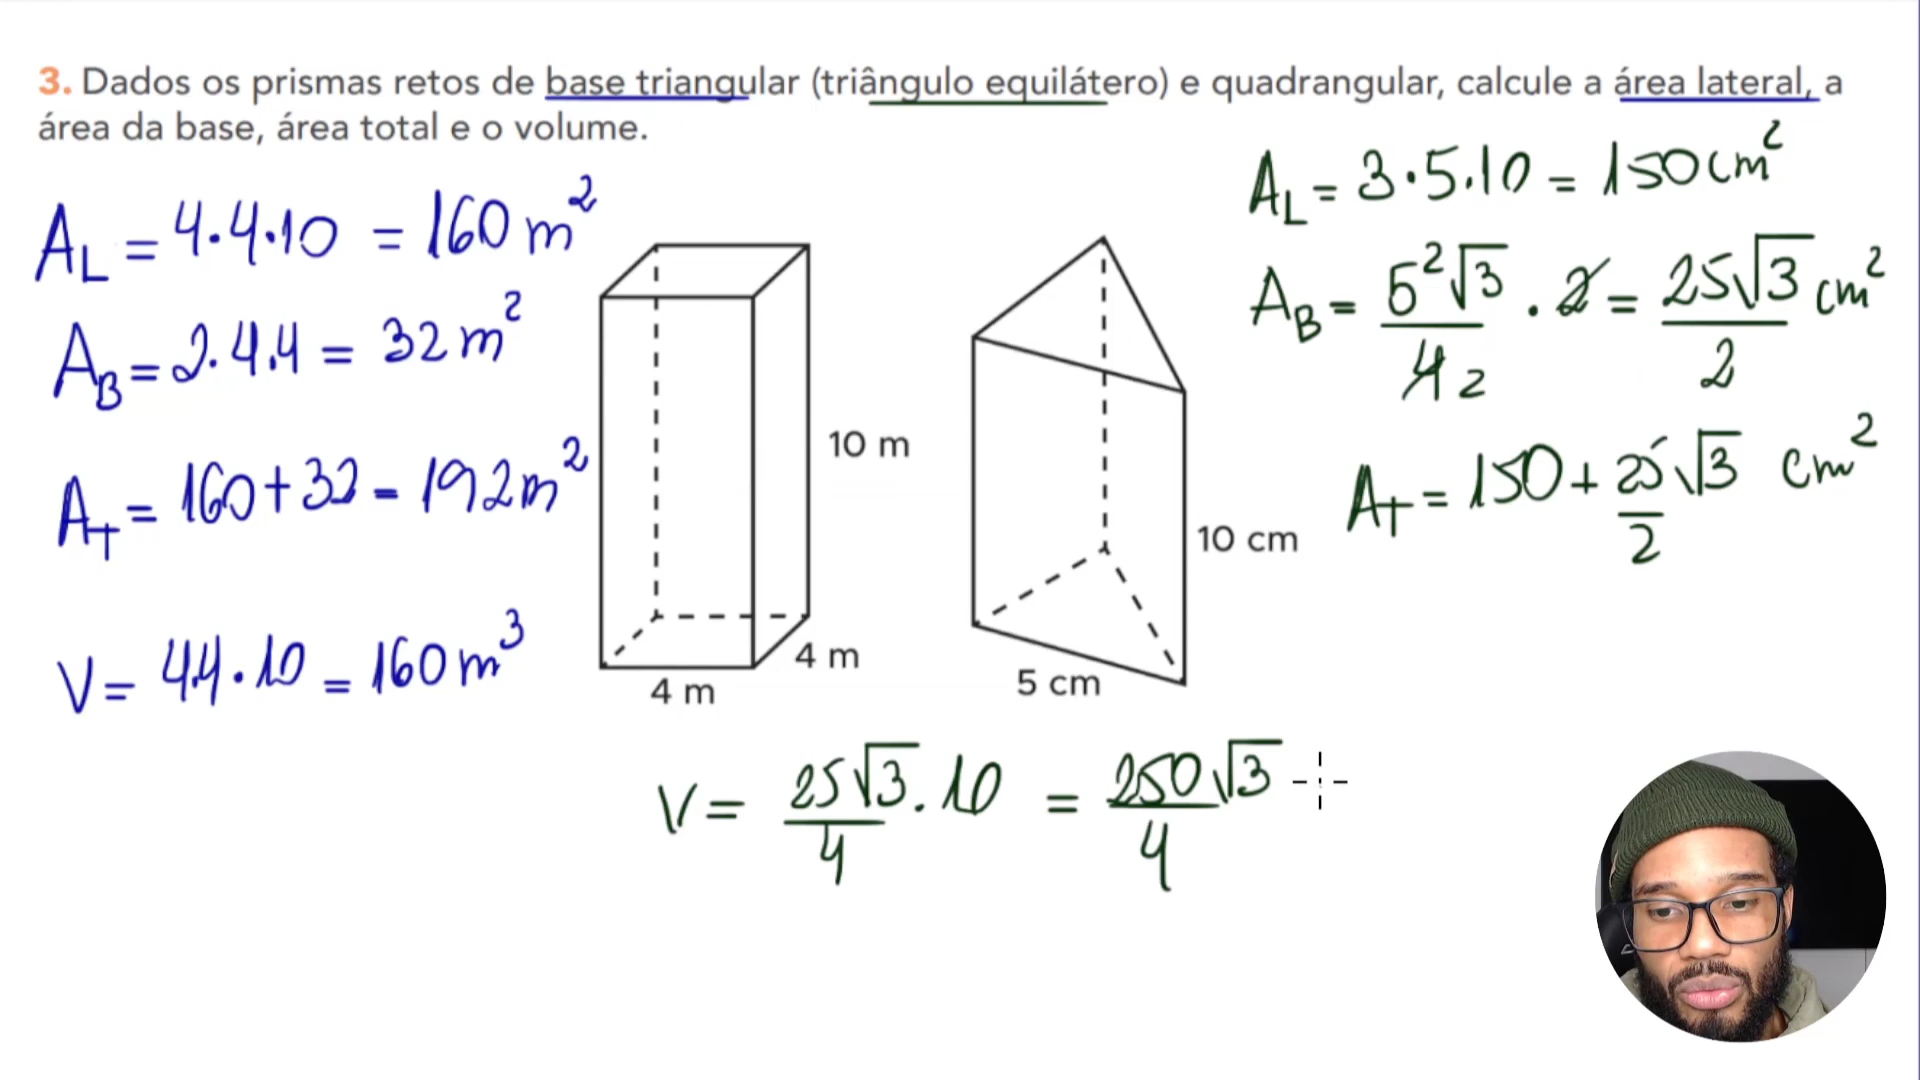 3. Dados os prismas retos de base triangular (triângulo equilátero) e quadrangular, calcule a área lateral, a
área da base, área total e o volume.
A_L = 4·4·10 = 160 m²
A_B = 2·4·4 = 32 m²
A_T = 160+32 = 192 m²
V = 4·4·10 = 160 m³
10 m
4 m
4 m
10 cm
5 cm
A_L = 3·5·10 = 150 cm²
A_B = 5²√3/4 2 · 2 = 25√3/2 cm²
A_T = 150 + 25√3/2 cm²
V = 25√3/4 · 10 = 250√3/4